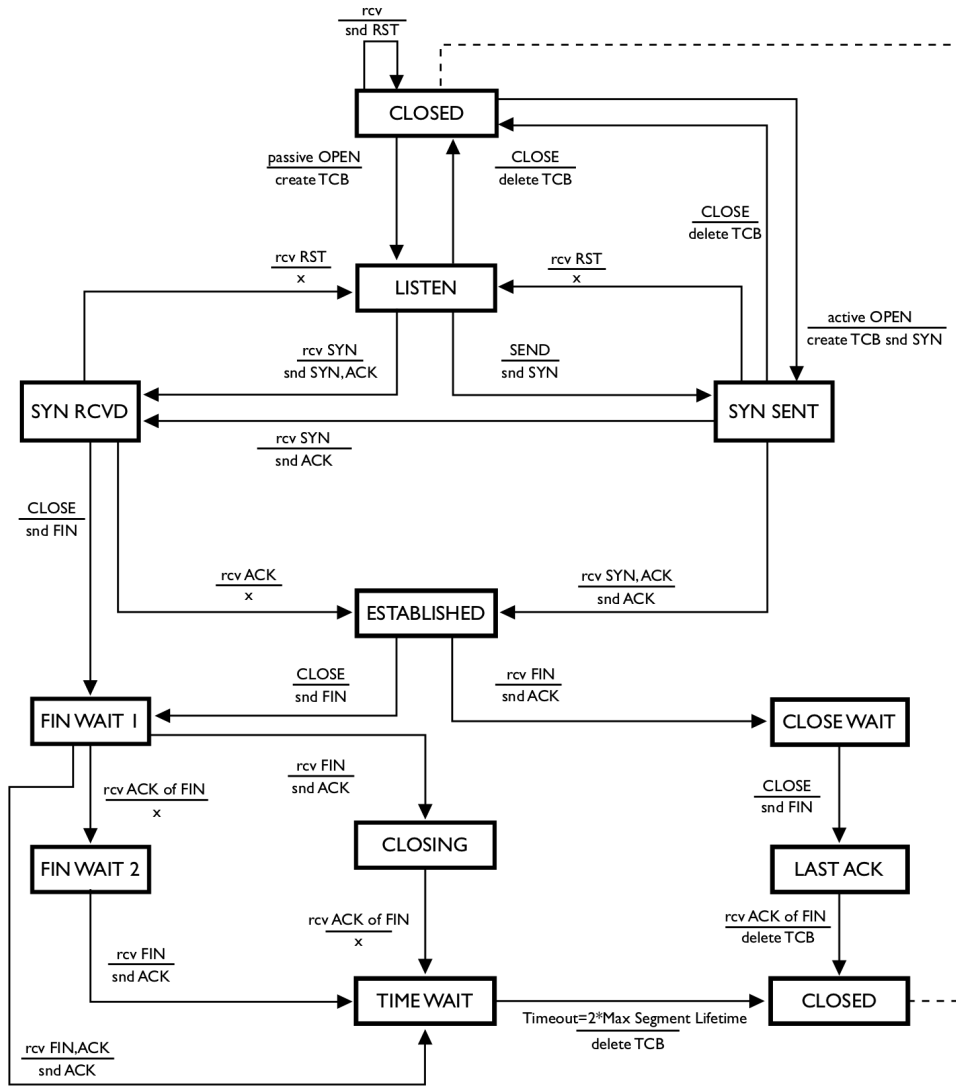 rcv
snd RST
CLOSED
passive OPEN
create TCB
CLOSE
delete TCB
CLOSE
delete TCB
rcv RST
x
LISTEN
rcv RST
x
active OPEN
create TCB snd SYN
rcv SYN
snd SYN,ACK
SEND
snd SYN
SYN RCVD
SYN SENT
rcv SYN
snd ACK
CLOSE
snd FIN
rcv ACK
x
ESTABLISHED
rcv SYN,ACK
snd ACK
CLOSE
snd FIN
rcv FIN
snd ACK
FIN WAIT 1
CLOSE WAIT
rcv ACK of FIN
x
rcv FIN
snd ACK
CLOSE
snd FIN
FIN WAIT 2
CLOSING
LAST ACK
rcv FIN
snd ACK
rcv ACK of FIN
x
rcv ACK of FIN
delete TCB
TIME WAIT
CLOSED
Timeout=2*Max Segment Lifetime
delete TCB
rcv FIN,ACK
snd ACK